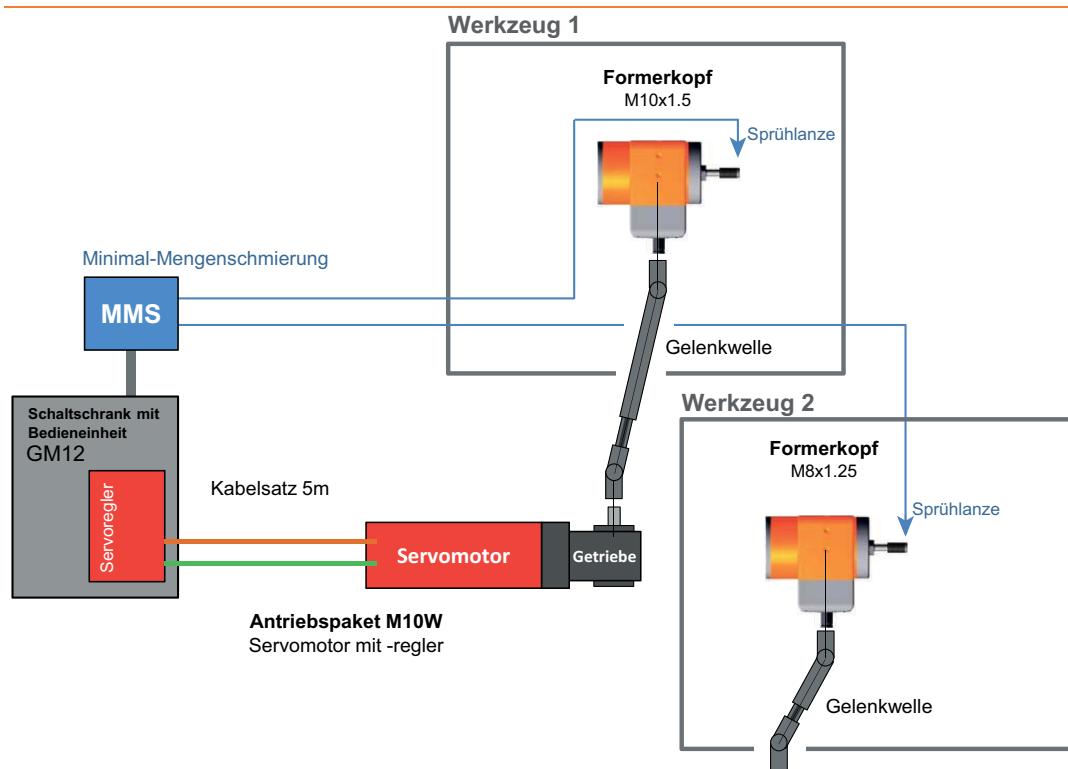 Werkzeug 1
Formerkopf
M10x1.5
Sprühlanze
Minimal-Mengenschmierung
MMS
Gelenkwelle
Schaltschrank mit
Bedieneinheit
GM12
Servoregler
Kabelsatz 5m
Servomotor
Getriebe
Antriebspaket M10W
Servomotor mit -regler
Werkzeug 2
Formerkopf
M8x1.25
Sprühlanze
Gelenkwelle